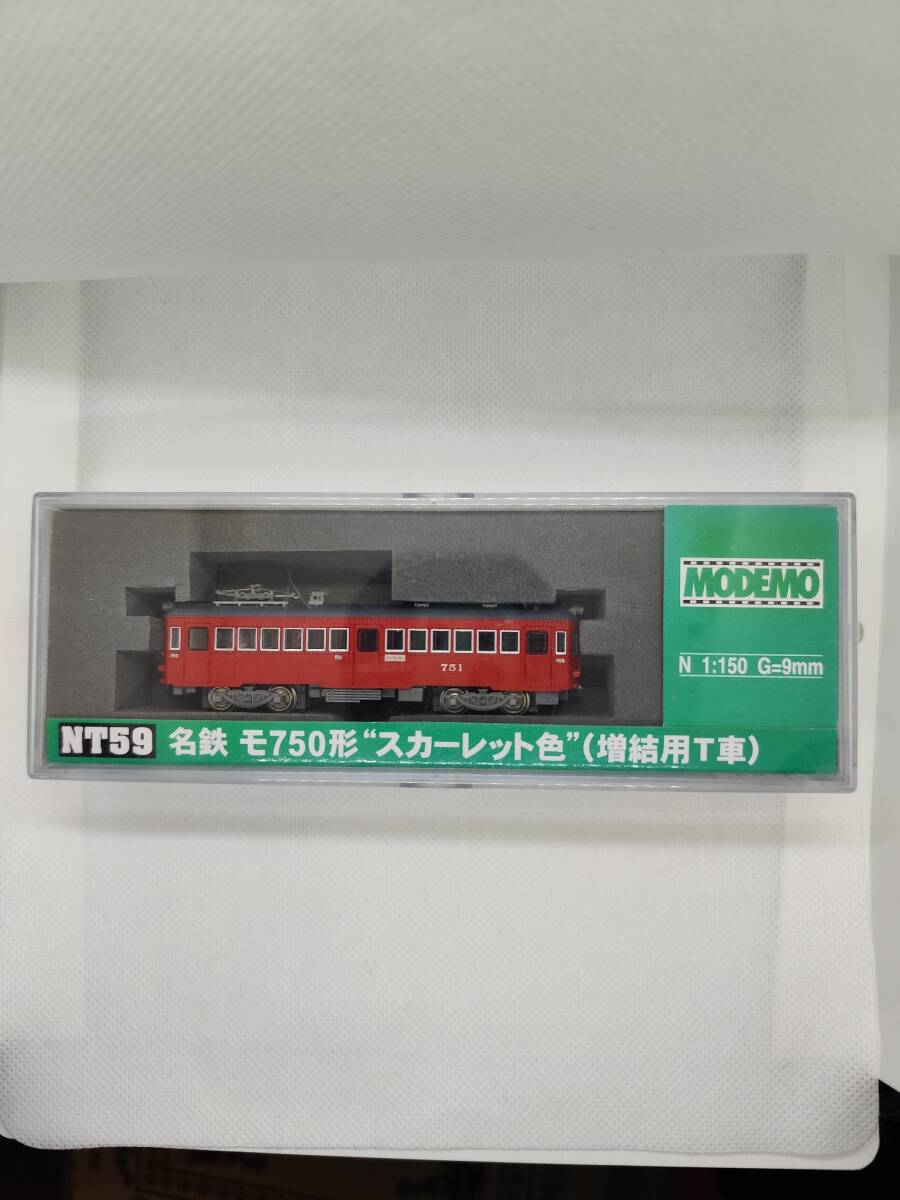 MODEMO
N 1:150 G=9mm
751
NT59 名鉄 モ750形“スカーレット色”(増結用T車)